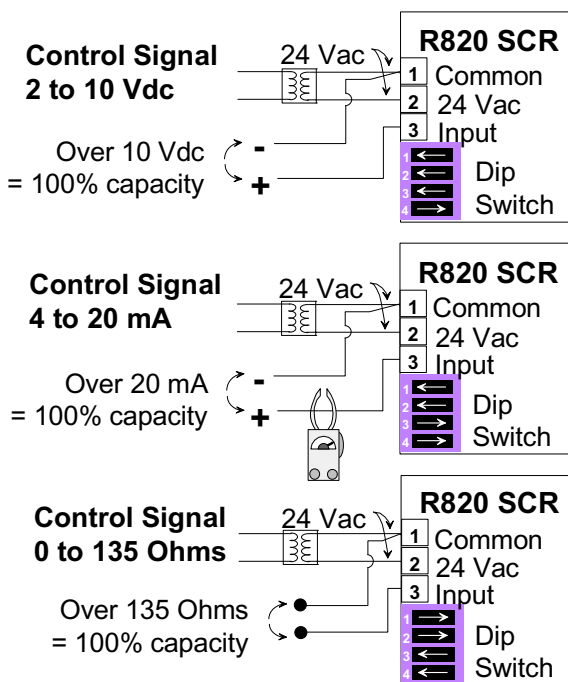 Control Signal
2 to 10 Vdc
24 Vac
R820 SCR
1 Common
2 24 Vac
3 Input
Over 10 Vdc
= 100% capacity
-
+
1 ←
2 ←
3 ←
4 →
Dip
Switch
Control Signal
4 to 20 mA
24 Vac
R820 SCR
1 Common
2 24 Vac
3 Input
Over 20 mA
= 100% capacity
-
+
1 ←
2 ←
3 →
4 →
Dip
Switch
Control Signal
0 to 135 Ohms
24 Vac
R820 SCR
1 Common
2 24 Vac
3 Input
Over 135 Ohms
= 100% capacity
1 →
2 →
3 ←
4 ←
Dip
Switch